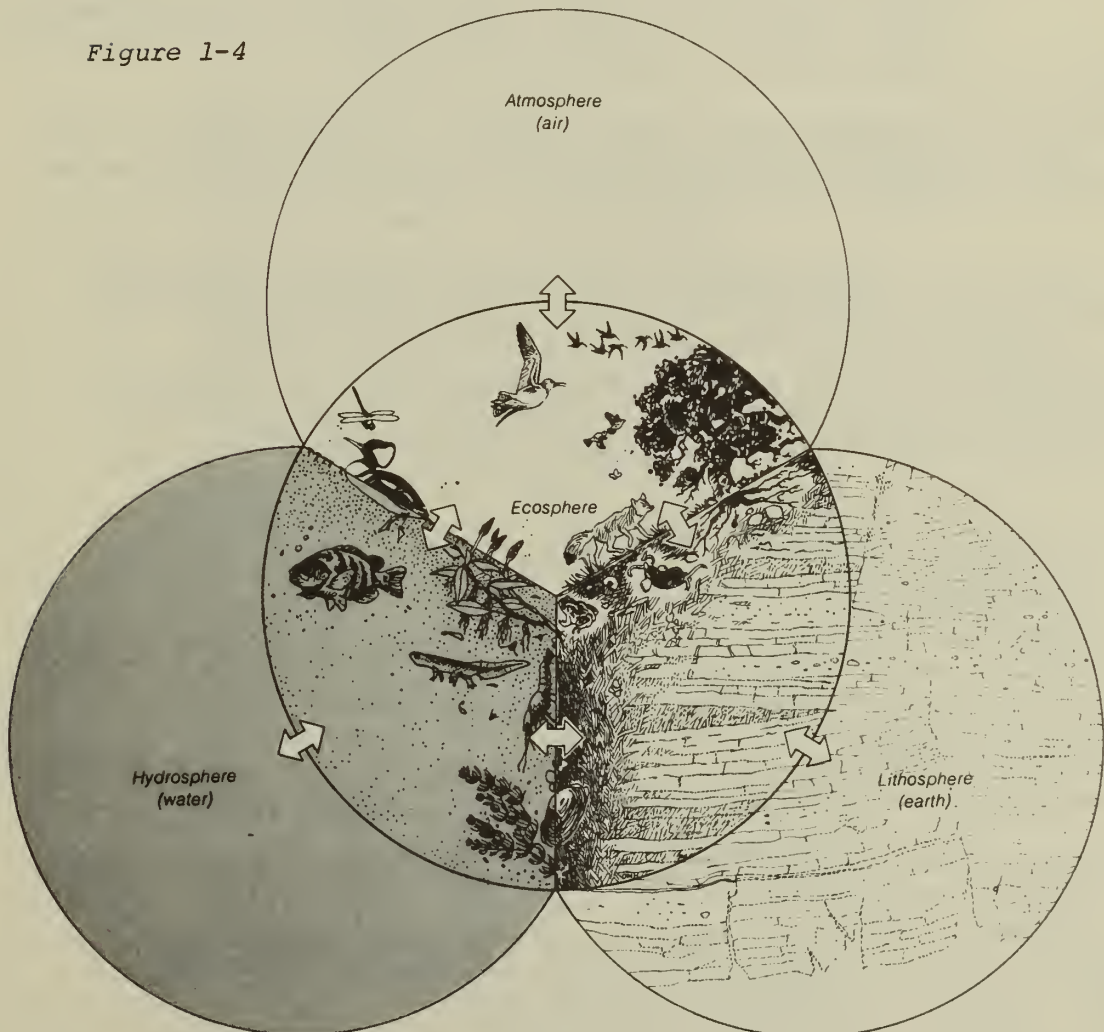 Figure 1-4
Atmosphere
(air)
Ecosphere
Hydrosphere
(water)
Lithosphere
(earth)